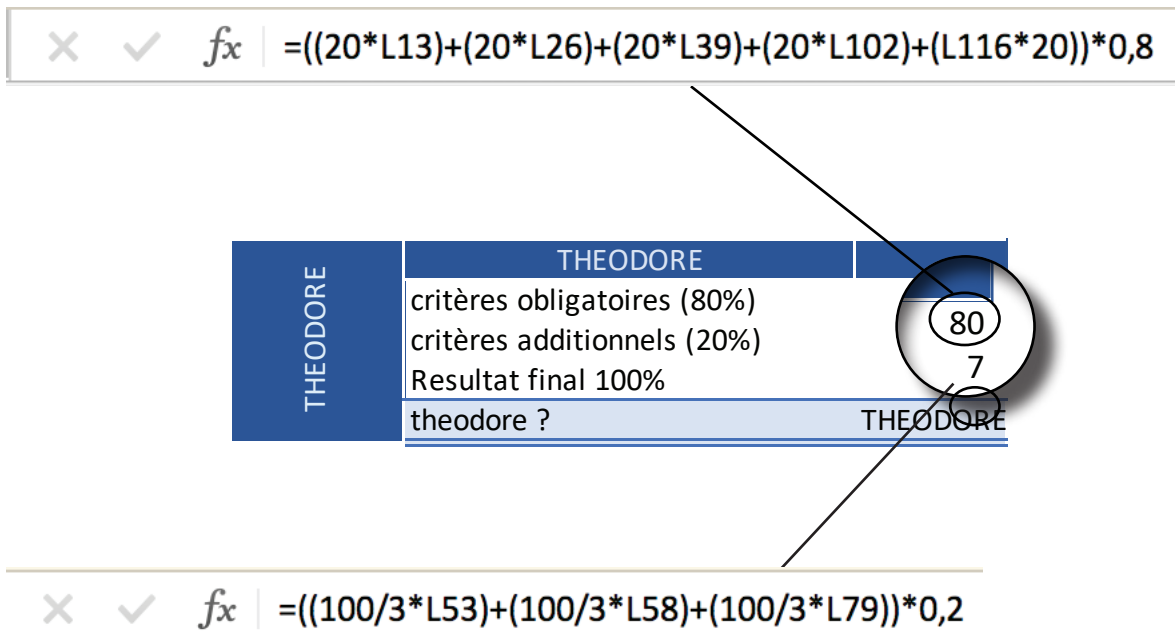 fx =((20*L13)+(20*L26)+(20*L39)+(20*L102)+(L116*20))*0,8
THEODORE
THEODORE
critères obligatoires (80%)
80
critères additionnels (20%)
7
Resultat final 100%
theodore ?
THEODORE
fx =((100/3*L53)+(100/3*L58)+(100/3*L79))*0,2